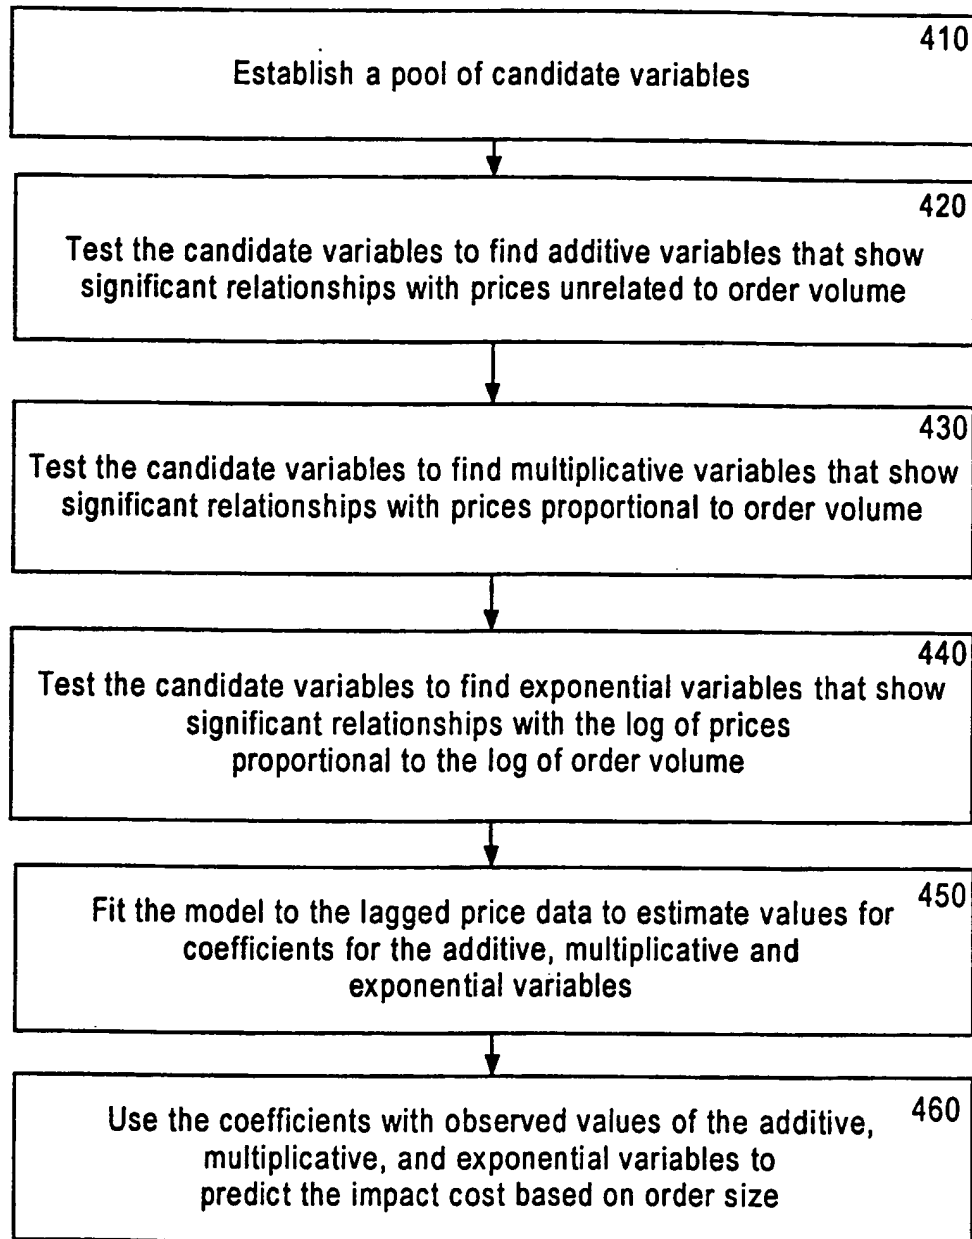 410
Establish a pool of candidate variables
420
Test the candidate variables to find additive variables that show
significant relationships with prices unrelated to order volume
430
Test the candidate variables to find multiplicative variables that show
significant relationships with prices proportional to order volume
440
Test the candidate variables to find exponential variables that show
significant relationships with the log of prices
proportional to the log of order volume
450
Fit the model to the lagged price data to estimate values for
coefficients for the additive, multiplicative and
exponential variables
460
Use the coefficients with observed values of the additive,
multiplicative, and exponential variables to
predict the impact cost based on order size